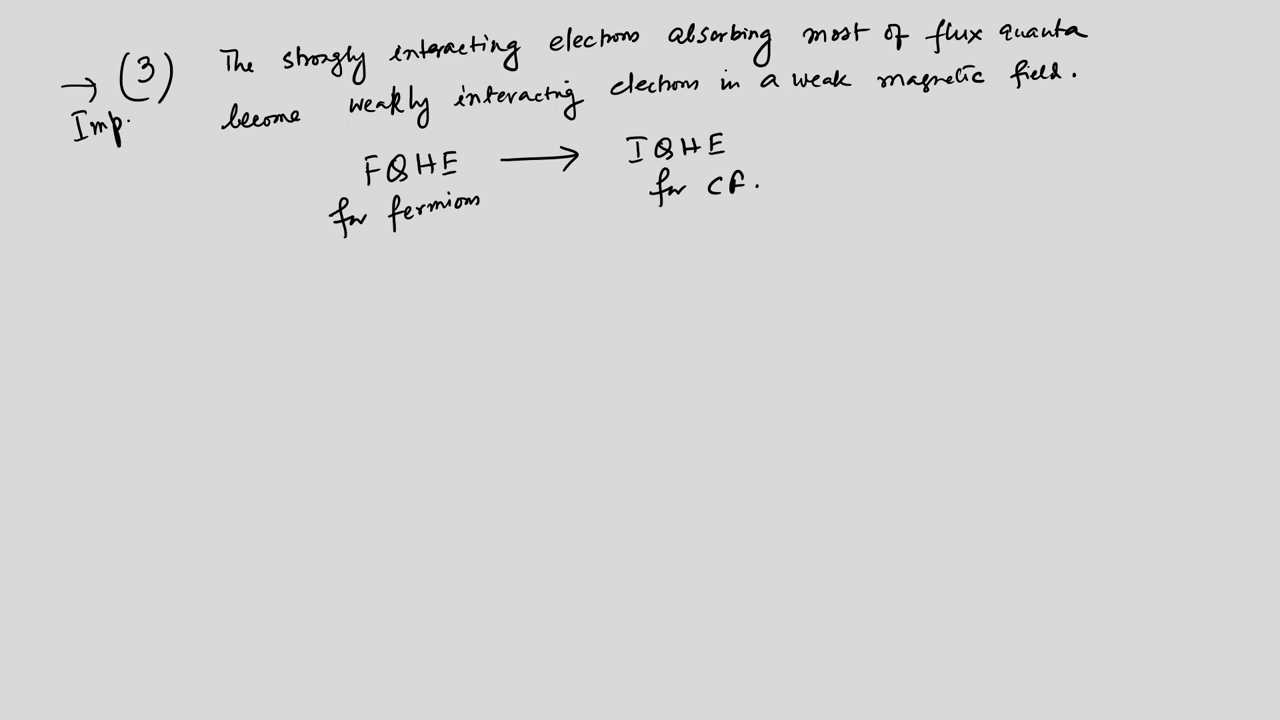 → (3) The strongly interacting electrons absorbing most of flux quanta
Imp. become weakly interacting electrons in a weak magnetic field.
FQHE → IQHE
for fermions for CF.